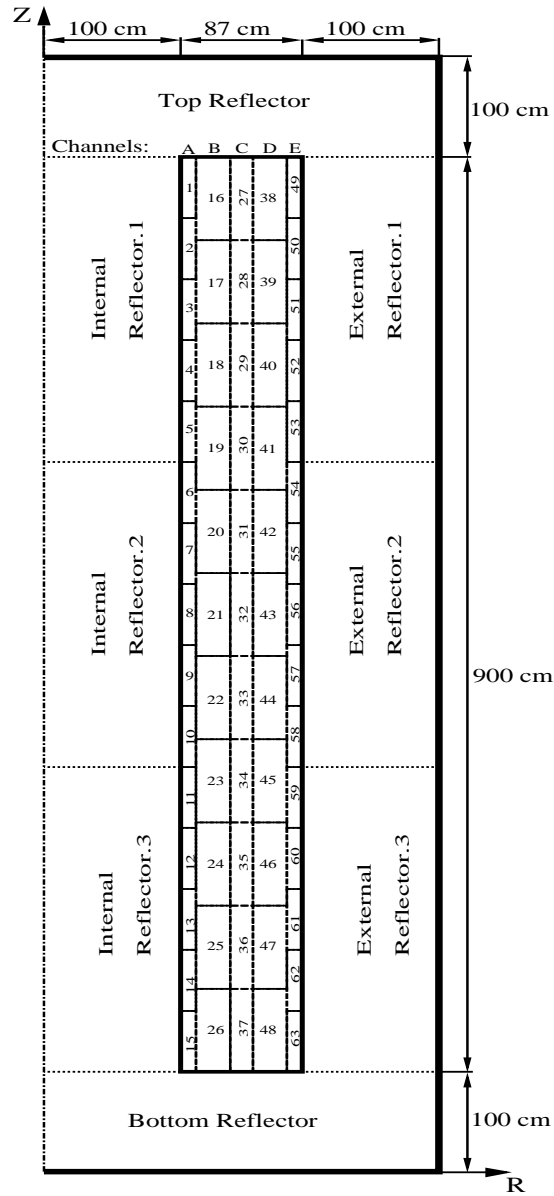 Z
100 cm 87 cm 100 cm
Top Reflector
100 cm
Channels: A B C D E
1 2 3 4 5 6 7 8 9 10 11 12 13 14 15
16 17 18 19 20 21 22 23 24 25 26
27 28 29 30 31 32 33 34 35 36 37
38 39 40 41 42 43 44 45 46 47 48
49 50 51 52 53 54 55 56 57 58 59 60 61 62 63
Internal
Reflector.1
External
Reflector.1
Internal
Reflector.2
External
Reflector.2
900 cm
Internal
Reflector.3
External
Reflector.3
Bottom Reflector
100 cm
R